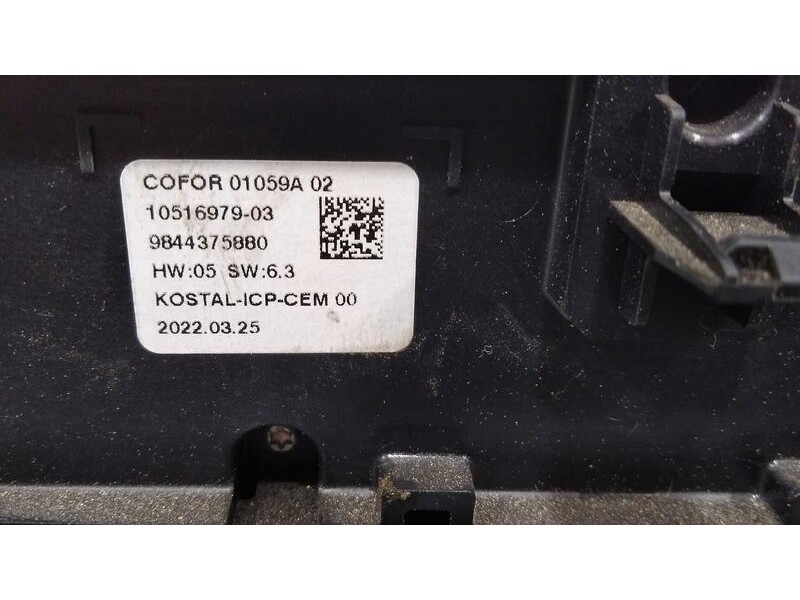 COFOR 01059A 02
10516979-03
9844375880
HW:05 SW:6.3
KOSTAL-ICP-CEM 00
2022.03.25